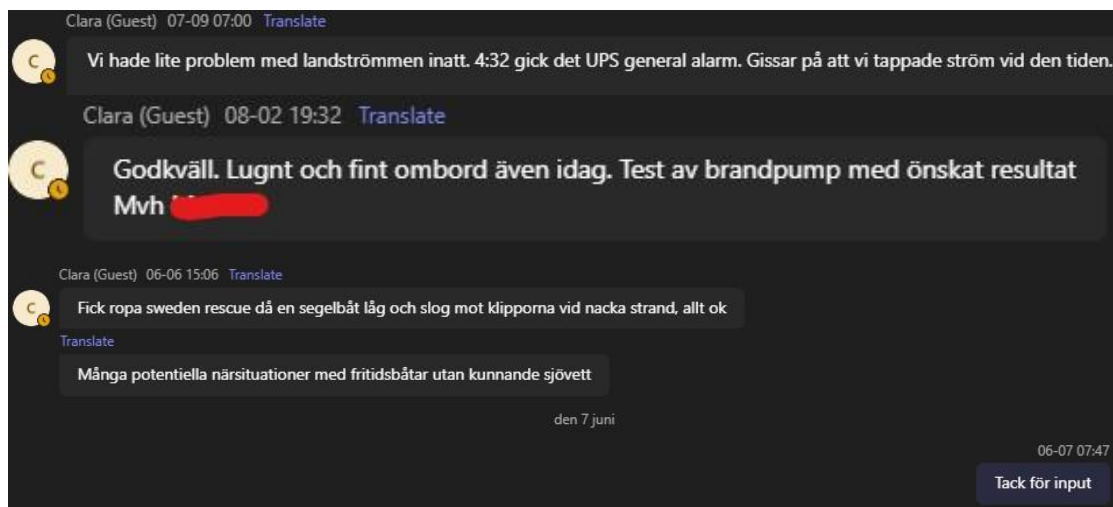 Clara (Guest) 07-09 07:00 Translate
C
Vi hade lite problem med landströmmen inatt. 4:32 gick det UPS general alarm. Gissar på att vi tappade ström vid den tiden.
Clara (Guest) 08-02 19:32 Translate
C
Godkväll. Lugnt och fint ombord även idag. Test av brandpump med önskat resultat
Mvh
Clara (Guest) 06-06 15:06 Translate
C
Fick ropa sweden rescue då en segelbåt låg och slog mot klipporna vid nacka strand, allt ok
Translate
Många potentiella närsituationer med fritidsbåtar utan kunnande sjövett
den 7 juni
06-07 07:47
Tack för input